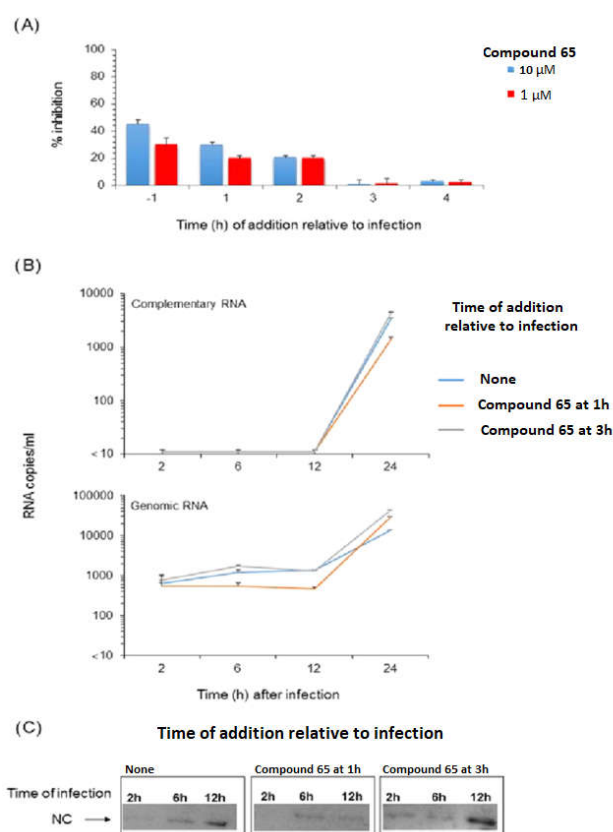 (A)
100
80
60
40
20
0
% inhibition
-1 1 2 3 4
Time (h) of addition relative to infection
Compound 65
10 µM
1 µM
(B)
10000
1000
100
<10
Complementary RNA
2 6 12 24
Time of addition
relative to infection
None
Compound 65 at 1h
Compound 65 at 3h
RNA copies/ml
100000
10000
1000
100
<10
Genomic RNA
2 6 12 24
Time (h) after infection
(C)
Time of addition relative to infection
None Compound 65 at 1h Compound 65 at 3h
Time of infection 2h 6h 12h 2h 6h 12h 2h 6h 12h
NC